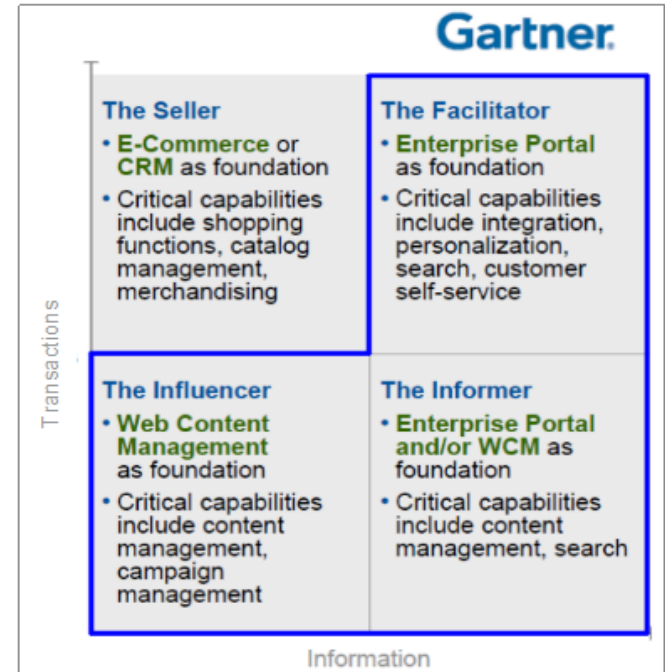 Gartner.
The Seller
• E-Commerce or
CRM as foundation
• Critical capabilities
include shopping
functions, catalog
management,
merchandising
The Facilitator
• Enterprise Portal
as foundation
• Critical capabilities
include integration,
personalization,
search, customer
self-service
Transactions
The Influencer
• Web Content
Management
as foundation
• Critical capabilities
include content
management,
campaign
management
The Informer
• Enterprise Portal
and/or WCM as
foundation
• Critical capabilities
include content
management, search
Information